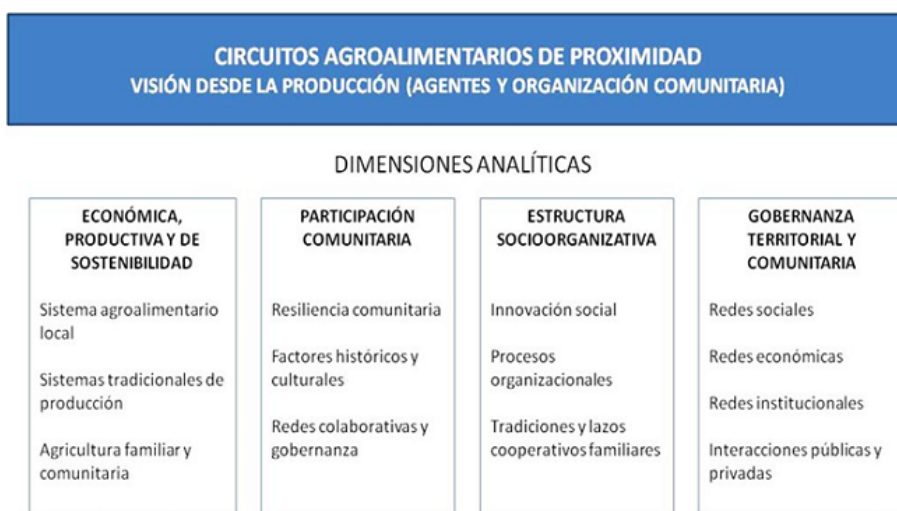 CIRCUITOS AGROALIMENTARIOS DE PROXIMIDAD
VISIÓN DESDE LA PRODUCCIÓN (AGENTES Y ORGANIZACIÓN COMUNITARIA)
DIMENSIONES ANALÍTICAS
ECONÓMICA,
PRODUCTIVA Y DE
SOSTENIBILIDAD
Sistema agroalimentario
local
Sistemas tradicionales de
producción
Agricultura familiar y
comunitaria
PARTICIPACIÓN
COMUNITARIA
Resiliencia comunitaria
Factores históricos y
culturales
Redes colaborativas y
gobernanza
ESTRUCTURA
SOCIOORGANIZATIVA
Innovación social
Procesos
organizacionales
Tradiciones y lazos
cooperativos familiares
GOBERNANZA
TERRITORIAL Y
COMUNITARIA
Redes sociales
Redes económicas
Redes institucionales
Interacciones públicas y
privadas